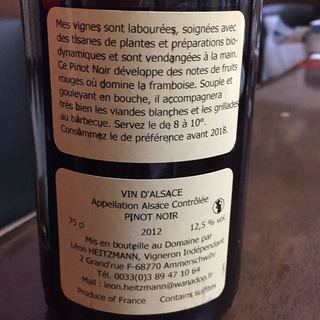 Mes vignes sont labourées, soignées avec
des tisanes de plantes et préparations bio-
dynamiques et sont vendangées à la main.
Ce Pinot Noir développe des notes de fruits
rouges où domine la framboise. Souple et
gouleyant en bouche, il accompagnera
très bien les viandes blanches et les grillades
au barbecue. Servez le de 8 à 10°.
Consommez le de préférence avant 2018.
VIN D'ALSACE
Appellation Alsace Contrôlée
PINOT NOIR
75 cl 2012 12,5 % vol.
Mis en bouteille au Domaine par
Léon HEITZMANN, Vigneron Indépendant
2 Grand'rue F-68770 Ammerschwihr
Tél. 0033(0)3 89 47 10 64
Mail : leon.heitzmann@wanadoo.fr
Produce of France Contains sulfites